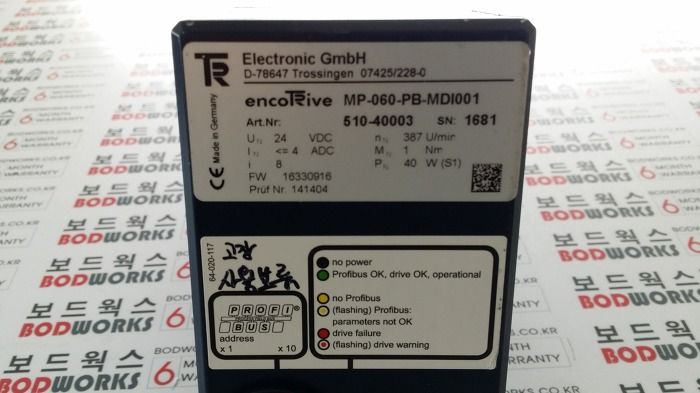 TR Electronic GmbH
D-78647 Trossingen 07425/228-0
encoTRive MP-060-PB-MDI001
Art.Nr: 510-40003 SN: 1681
U N 24 VDC n N 387 U/min
I N <= 4 ADC M N 1 Nm
i 8 P N 40 W (S1)
FW 16330916
Prüf Nr. 141404
CE Made in Germany
64-020-117
고장
사용보류
no power
Profibus OK, drive OK, operational
no Profibus
(flashing) Profibus:
parameters not OK
drive failure
(flashing) drive warning
PROFI
BUS
address
x 1 x 10
보드웍스
BODWORKS
6 MONTH WARRANTY
BODWORKS.CO.KR